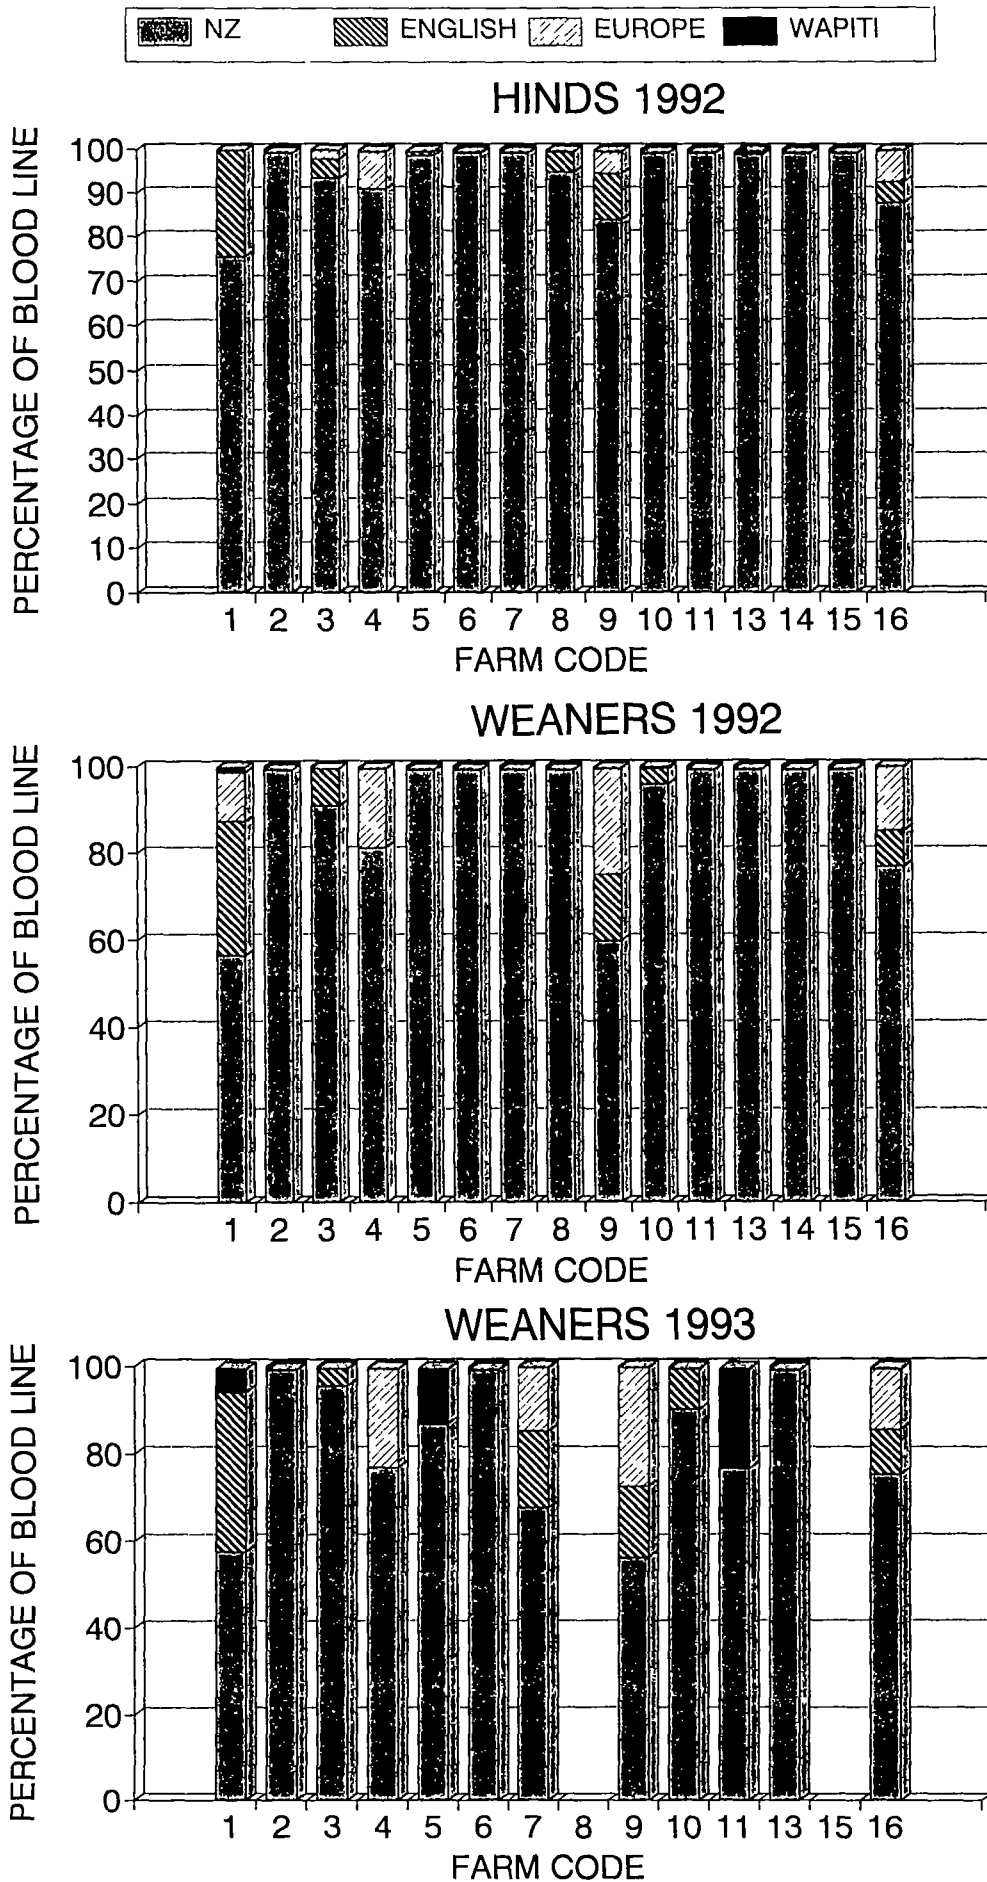 NZ ENGLISH EUROPE WAPITI
HINDS 1992
PERCENTAGE OF BLOOD LINE
100
90
80
70
60
50
40
30
20
10
0
1 2 3 4 5 6 7 8 9 10 11 13 14 15 16
FARM CODE
WEANERS 1992
PERCENTAGE OF BLOOD LINE
100
80
60
40
20
0
1 2 3 4 5 6 7 8 9 10 11 13 14 15 16
FARM CODE
WEANERS 1993
PERCENTAGE OF BLOOD LINE
100
80
60
40
20
0
1 2 3 4 5 6 7 8 9 10 11 13 15 16
FARM CODE